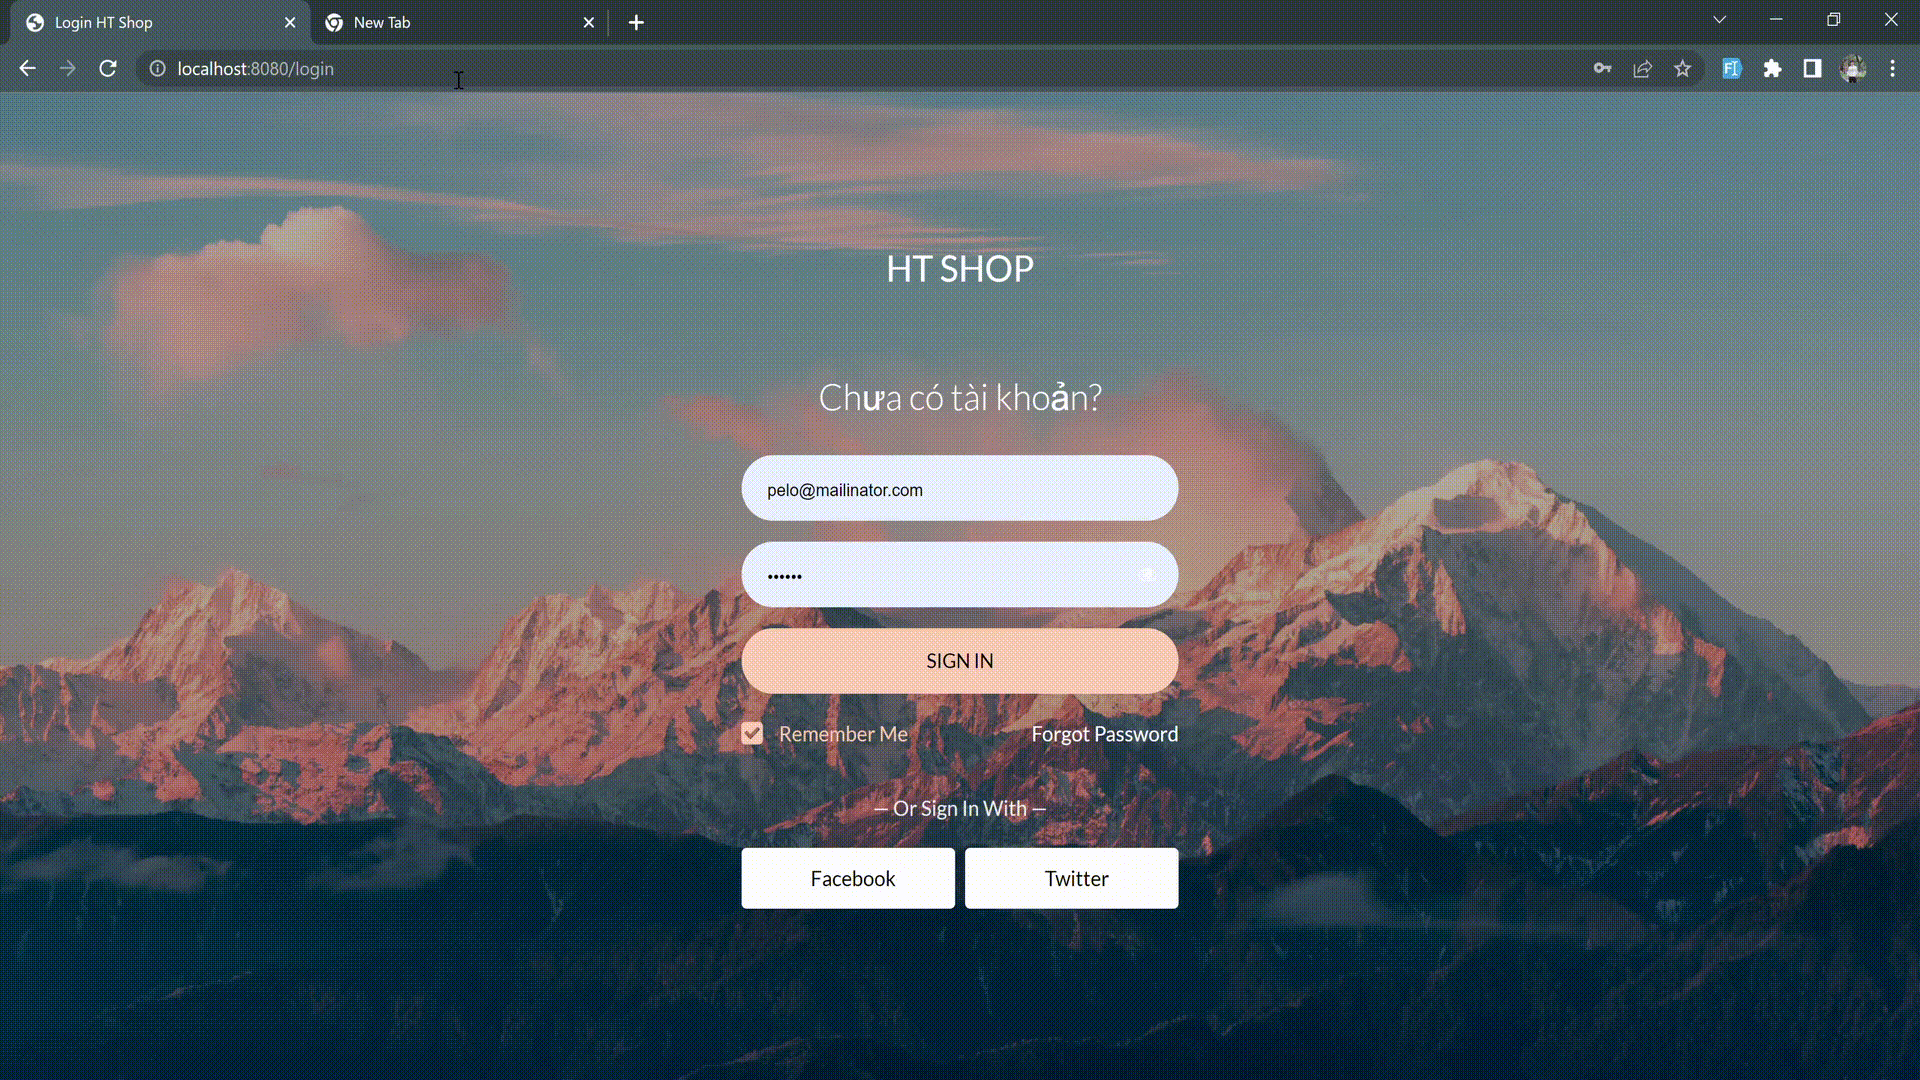 Login HT Shop
New Tab
localhost:8080/login
HT SHOP
Chưa có tài khoản?
pelo@mailinator.com
••••••
SIGN IN
Remember Me
Forgot Password
— Or Sign In With —
Facebook
Twitter